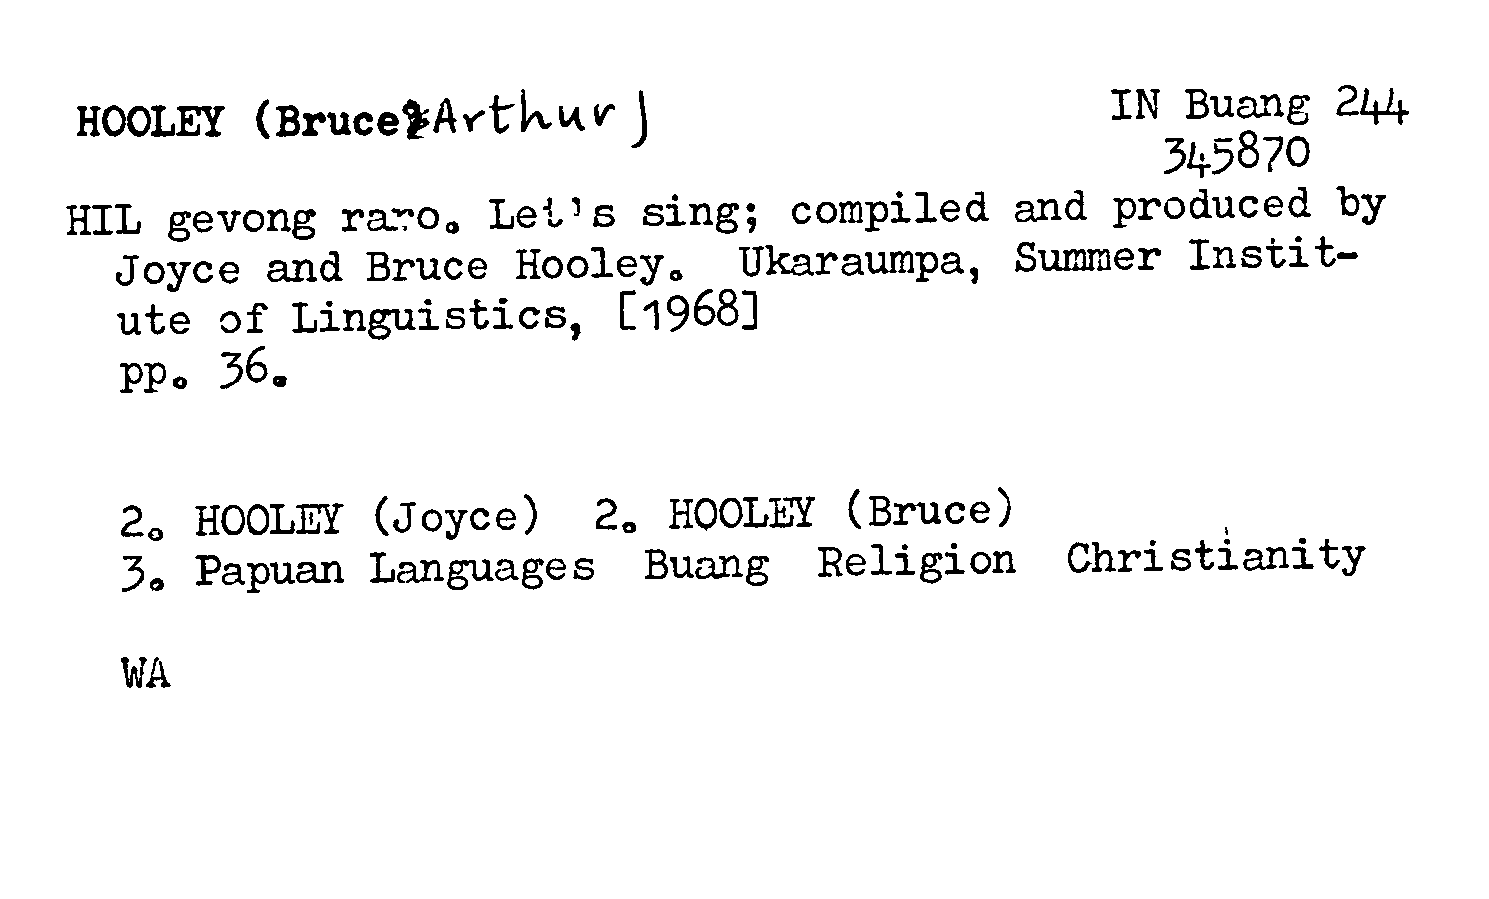 HOOLEY (Bruce Arthur)
IN Buang 244
345870
HIL gevong raro. Let's sing; compiled and produced by
Joyce and Bruce Hooley. Ukaraumpa, Summer Instit-
ute of Linguistics, [1968]
pp. 36.
2. HOOLEY (Joyce) 2. HOOLEY (Bruce)
3. Papuan Languages Buang Religion Christianity
WA